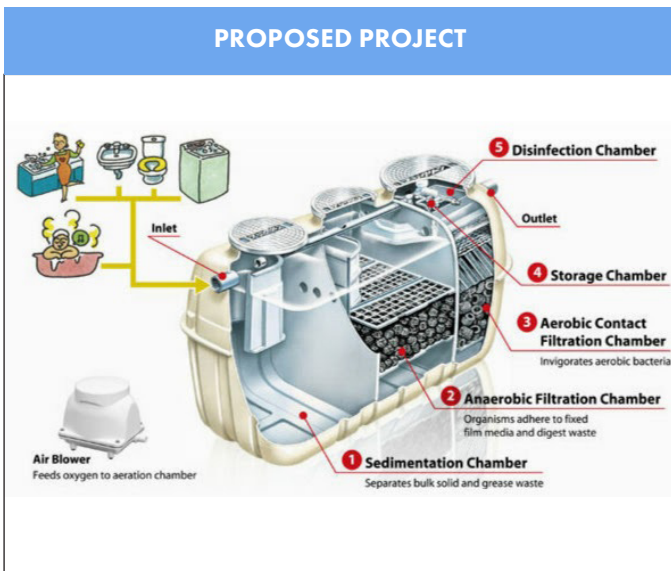 PROPOSED PROJECT
5 Disinfection Chamber
Outlet
Inlet
4 Storage Chamber
3 Aerobic Contact
Filtration Chamber
Invigorates aerobic bacteria
2 Anaerobic Filtration Chamber
Organisms adhere to fixed
film media and digest waste
Air Blower
Feeds oxygen to aeration chamber
1 Sedimentation Chamber
Separates bulk solid and grease waste